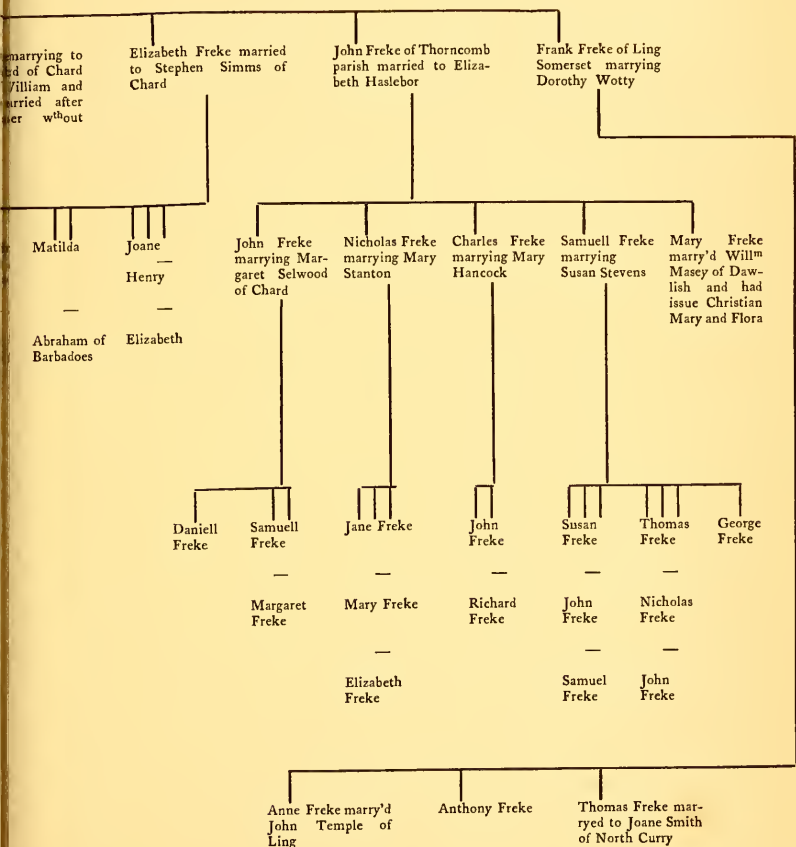 marrying to
of Chard
William and
married after
wthout
Elizabeth Freke married
to Stephen Simms of
Chard
John Freke of Thorncomb
parish married to Eliza-
beth Haslebor
Frank Freke of Ling
Somerset marrying
Dorothy Wotty
Matilda
—
Abraham of
Barbadoes
Joane
—
Henry
—
Elizabeth
John Freke
marrying Mar-
garet Selwood
of Chard
Nicholas Freke
marrying Mary
Stanton
Charles Freke
marrying Mary
Hancock
Samuell Freke
marrying
Susan Stevens
Mary Freke
marry'd Willm
Masey of Daw-
lish and had
issue Christian
Mary and Flora
Daniell
Freke
Samuell
Freke
—
Margaret
Freke
Jane Freke
—
Mary Freke
—
Elizabeth
Freke
John
Freke
—
Richard
Freke
Susan
Freke
—
John
Freke
—
Samuel
Freke
Thomas
Freke
—
Nicholas
Freke
—
John
Freke
George
Freke
Anne Freke marry'd
John Temple of
Ling
Anthony Freke
Thomas Freke mar-
ryed to Joane Smith
of North Curry